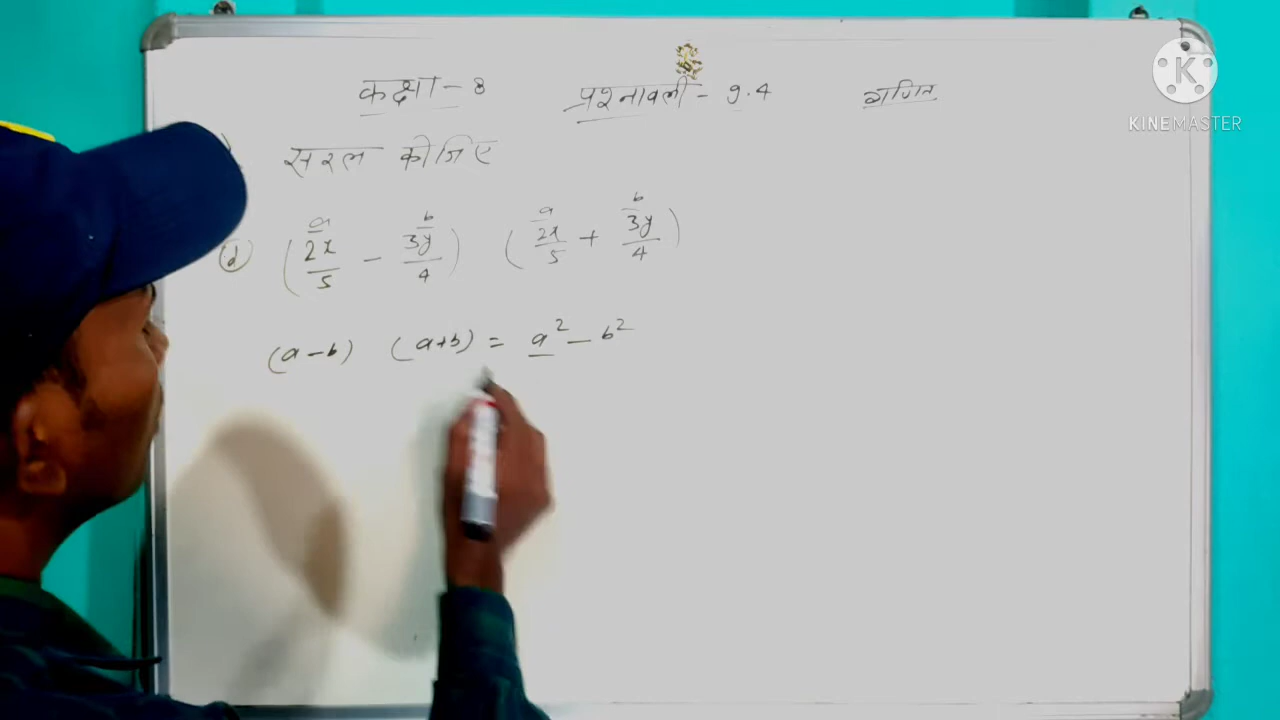 कक्षा - 8 प्रश्नावली - 9.4 गणित
KINEMASTER
सरल कीजिए
a b a b
(d) (2x/5 - 3y/4) (2x/5 + 3y/4)
(a-b) (a+b) = a² - b²